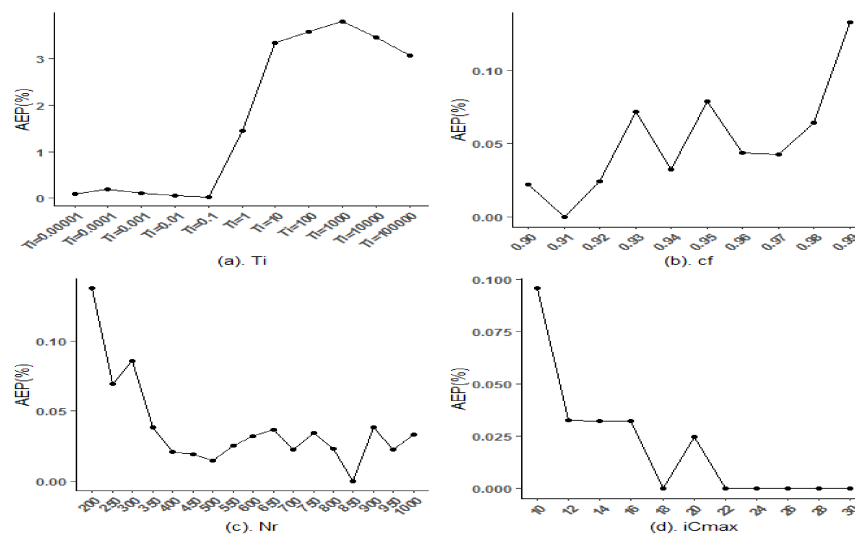 AEP(%)
3
2
1
0
Ti=0.00001
Ti=0.0001
Ti=0.001
Ti=0.01
Ti=0.1
Ti=1
Ti=10
Ti=100
Ti=1000
Ti=10000
Ti=100000
(a). Ti
AEP(%)
0.10
0.05
0.00
0.90
0.91
0.92
0.93
0.94
0.95
0.96
0.97
0.98
0.99
(b). cf
AEP(%)
0.10
0.05
0.00
200
250
300
350
400
450
500
550
600
650
700
750
800
850
900
950
1000
(c). Nr
AEP(%)
0.100
0.075
0.050
0.025
0.000
10
12
14
16
18
20
22
24
26
28
30
(d). iCmax